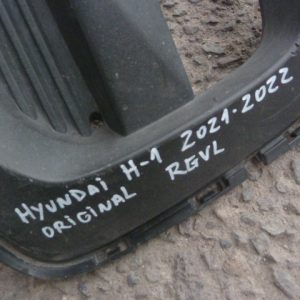 HYUNDAI H-1 2021-2022
ORIGINAL REVL